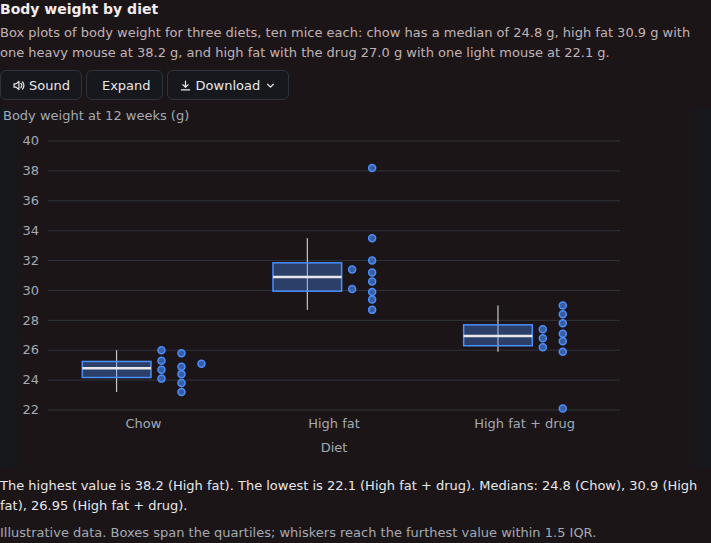 Body weight by diet
Box plots of body weight for three diets, ten mice each: chow has a median of 24.8 g, high fat 30.9 g with
one heavy mouse at 38.2 g, and high fat with the drug 27.0 g with one light mouse at 22.1 g.
Sound Expand Download
Body weight at 12 weeks (g)
40
38
36
34
32
30
28
26
24
22
Chow High fat High fat + drug
Diet
The highest value is 38.2 (High fat). The lowest is 22.1 (High fat + drug). Medians: 24.8 (Chow), 30.9 (High
fat), 26.95 (High fat + drug).
Illustrative data. Boxes span the quartiles; whiskers reach the furthest value within 1.5 IQR.